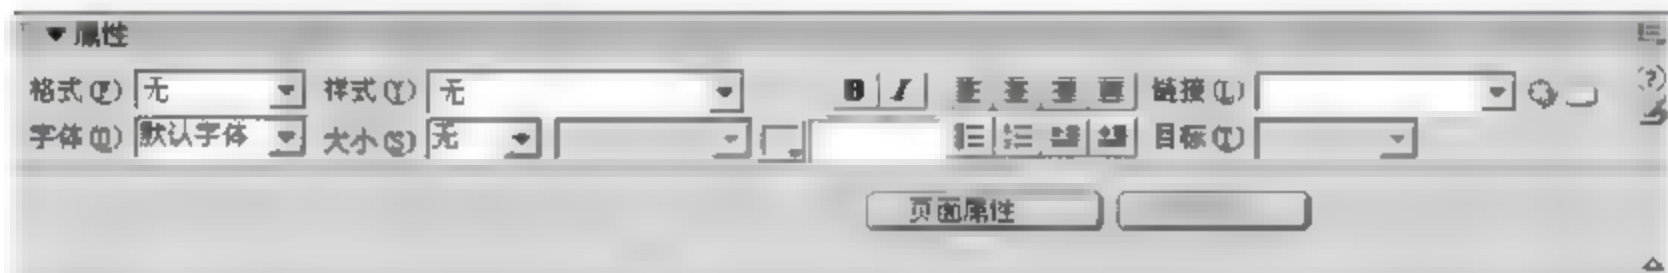 属性
格式(F) 无 样式(Y) 无 B I 链接(L)
字体(D) 默认字体 大小(S) 无 目标(T)
页面属性